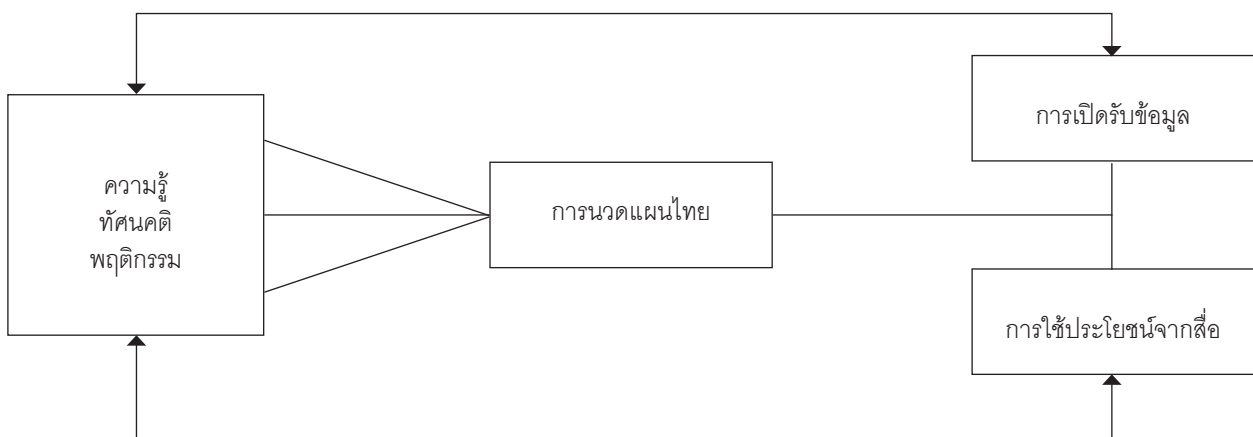 การเปิดรับข้อมูล
ความรู้
ทัศนคติ
พฤติกรรม
การนวดแผนไทย
การใช้ประโยชน์จากสื่อ